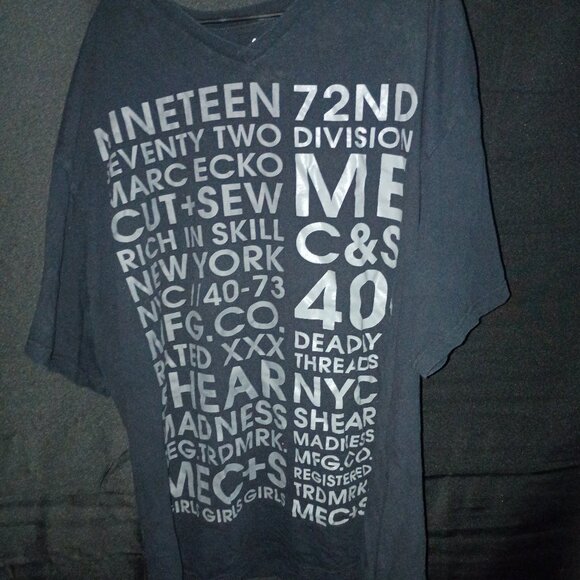 NINETEEN
SEVENTY TWO
MARC ECKO
CUT+SEW
RICH IN SKILL
NEW YORK
NYC//40-73
MFG.CO.
RATED XXX
SHEAR
MADNESS
REG.TRDMRK.
MEC+S
GIRLS GIRLS GIRLS
72ND
DIVISION
ME
C&S
40
DEADLY
THREADS
NYC
SHEAR
MADNESS
MFG.CO.
REGISTERED
TRDMRK
MEC+S